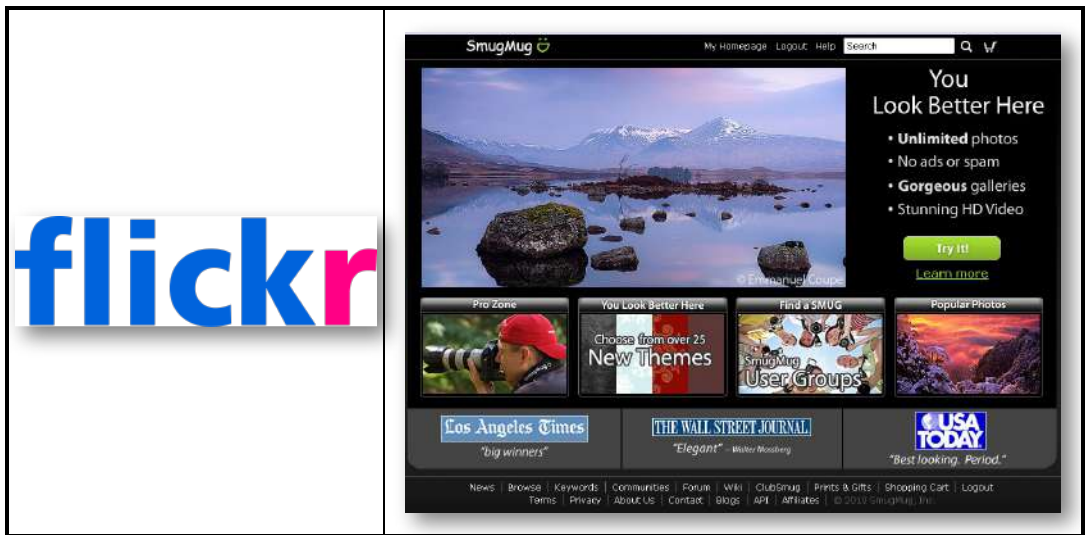 flickr
SmugMug
My Homepage Logout Help Search
You
Look Better Here
• Unlimited photos
• No ads or spam
• Gorgeous galleries
• Stunning HD Video
Try It!
Learn more
© Emmanuel Coupe
Pro Zone
You Look Better Here
Choose from over 25
New Themes
Find a SMUG
SmugMug
User Groups
Popular Photos
Los Angeles Times
"big winners"
THE WALL STREET JOURNAL
"Elegant" – Walter Mossberg
USA
TODAY
"Best looking. Period."
News | Browse | Keywords | Communities | Forum | Wiki | ClubSmug | Prints & Gifts | Shopping Cart | Logout
Terms | Privacy | About Us | Contact | Blogs | API | Affiliates | © 2010 SmugMug, Inc.